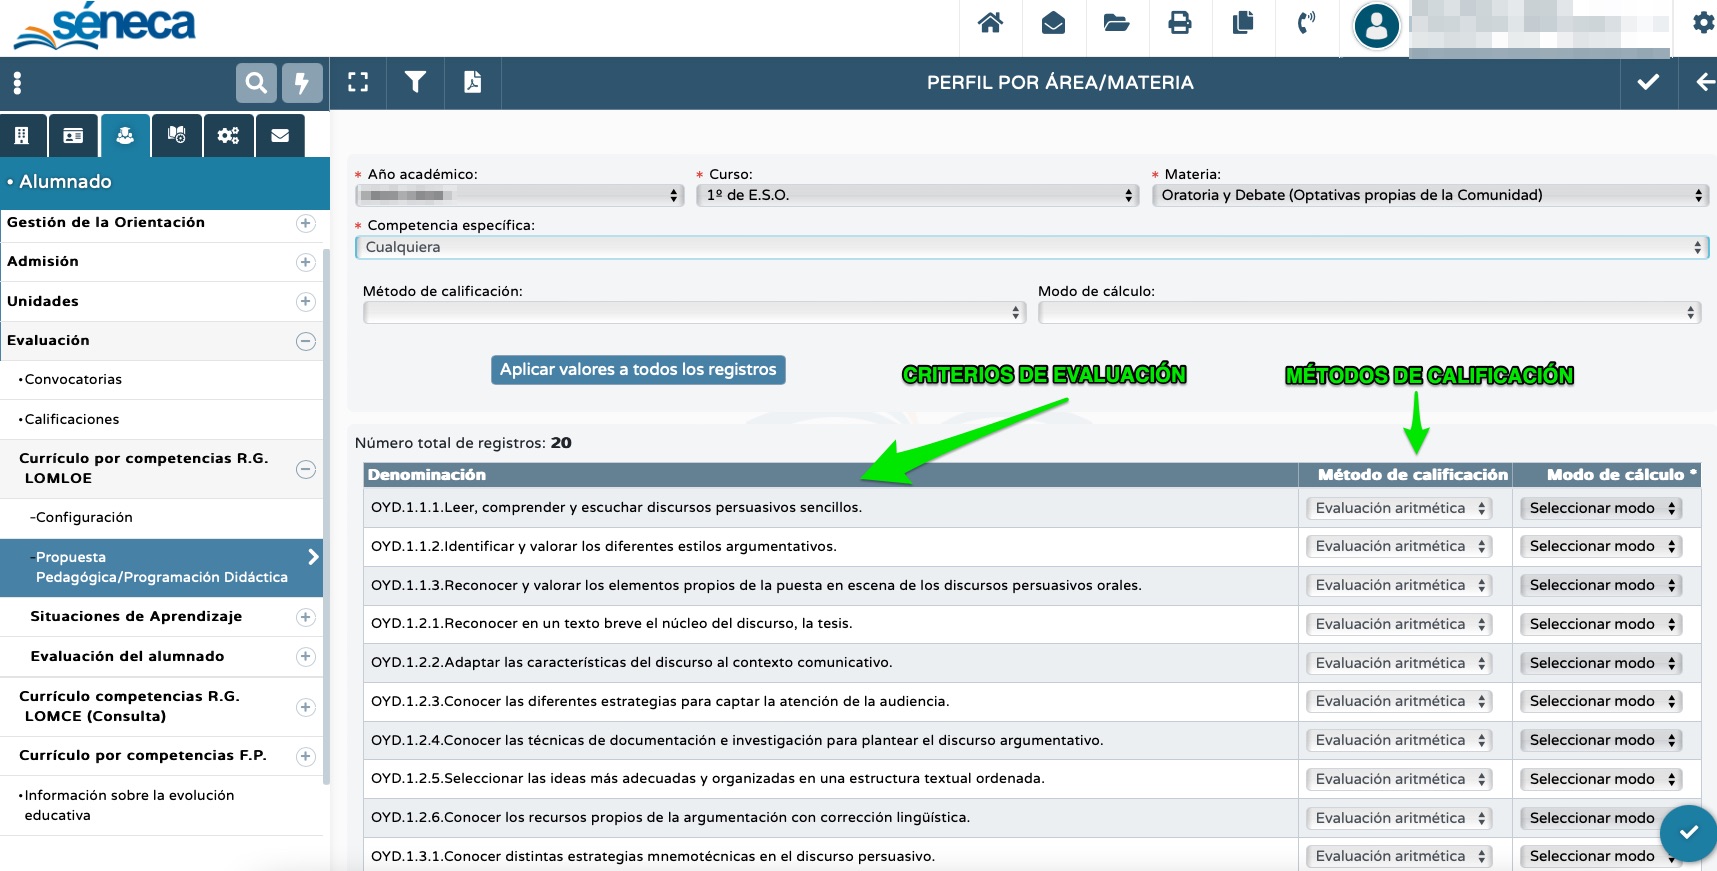 séneca
PERFIL POR ÁREA/MATERIA
• Alumnado
Gestión de la Orientación
Admisión
Unidades
Evaluación
•Convocatorias
•Calificaciones
Currículo por competencias R.G.
LOMLOE
-Configuración
-Propuesta
Pedagógica/Programación Didáctica
Situaciones de Aprendizaje
Evaluación del alumnado
Currículo competencias R.G.
LOMCE (Consulta)
Currículo por competencias F.P.
•Información sobre la evolución
educativa
* Año académico:
* Curso:
* Materia:
1º de E.S.O.
Oratoria y Debate (Optativas propias de la Comunidad)
* Competencia específica:
Cualquiera
Método de calificación:
Modo de cálculo:
Aplicar valores a todos los registros
CRITERIOS DE EVALUACIÓN
MÉTODOS DE CALIFICACIÓN
Número total de registros: 20
Denominación
Método de calificación
Modo de cálculo *
OYD.1.1.1.Leer, comprender y escuchar discursos persuasivos sencillos.
Evaluación aritmética
Seleccionar modo
OYD.1.1.2.Identificar y valorar los diferentes estilos argumentativos.
Evaluación aritmética
Seleccionar modo
OYD.1.1.3.Reconocer y valorar los elementos propios de la puesta en escena de los discursos persuasivos orales.
Evaluación aritmética
Seleccionar modo
OYD.1.2.1.Reconocer en un texto breve el núcleo del discurso, la tesis.
Evaluación aritmética
Seleccionar modo
OYD.1.2.2.Adaptar las características del discurso al contexto comunicativo.
Evaluación aritmética
Seleccionar modo
OYD.1.2.3.Conocer las diferentes estrategias para captar la atención de la audiencia.
Evaluación aritmética
Seleccionar modo
OYD.1.2.4.Conocer las técnicas de documentación e investigación para plantear el discurso argumentativo.
Evaluación aritmética
Seleccionar modo
OYD.1.2.5.Seleccionar las ideas más adecuadas y organizadas en una estructura textual ordenada.
Evaluación aritmética
Seleccionar modo
OYD.1.2.6.Conocer los recursos propios de la argumentación con corrección lingüística.
Evaluación aritmética
Seleccionar modo
OYD.1.3.1.Conocer distintas estrategias mnemotécnicas en el discurso persuasivo.
Evaluación aritmética
Seleccionar modo